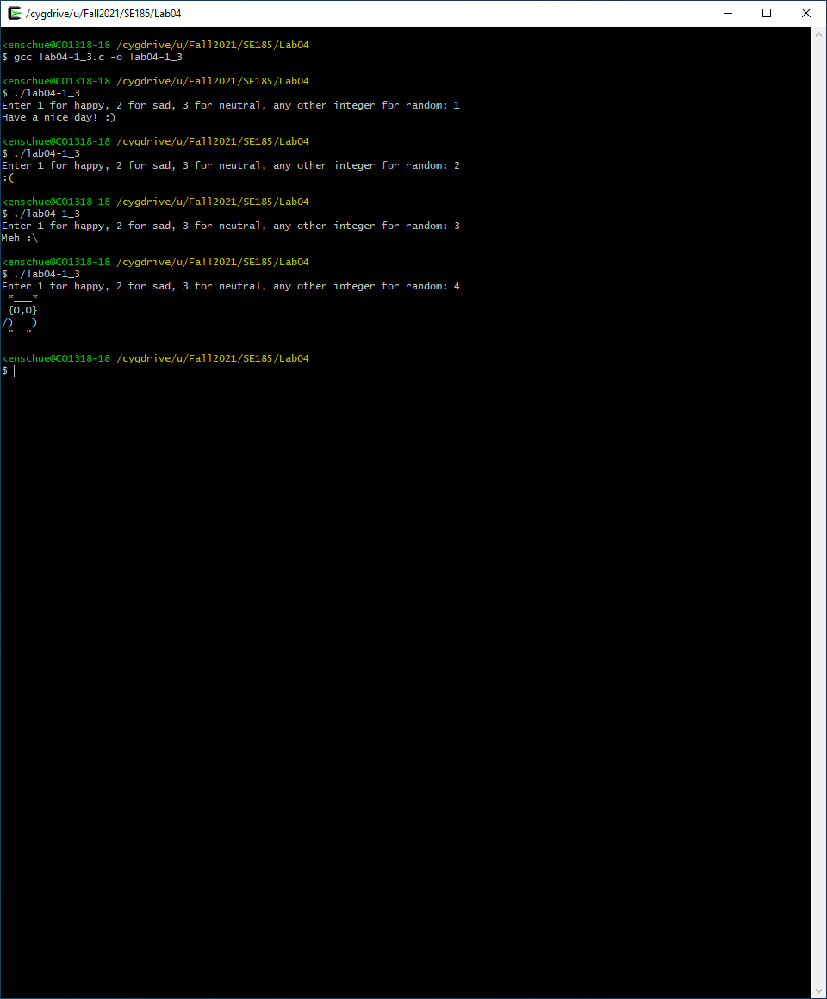 /cygdrive/u/Fall2021/SE185/Lab04
kenschue@CO1318-18 /cygdrive/u/Fall2021/SE185/Lab04
$ gcc lab04-1_3.c -o lab04-1_3
kenschue@CO1318-18 /cygdrive/u/Fall2021/SE185/Lab04
$ ./lab04-1_3
Enter 1 for happy, 2 for sad, 3 for neutral, any other integer for random: 1
Have a nice day! :)
kenschue@CO1318-18 /cygdrive/u/Fall2021/SE185/Lab04
$ ./lab04-1_3
Enter 1 for happy, 2 for sad, 3 for neutral, any other integer for random: 2
:(
kenschue@CO1318-18 /cygdrive/u/Fall2021/SE185/Lab04
$ ./lab04-1_3
Enter 1 for happy, 2 for sad, 3 for neutral, any other integer for random: 3
Meh :\
kenschue@CO1318-18 /cygdrive/u/Fall2021/SE185/Lab04
$ ./lab04-1_3
Enter 1 for happy, 2 for sad, 3 for neutral, any other integer for random: 4
 *___*
 {O,O}
/)___)
_"__"_
kenschue@CO1318-18 /cygdrive/u/Fall2021/SE185/Lab04
$